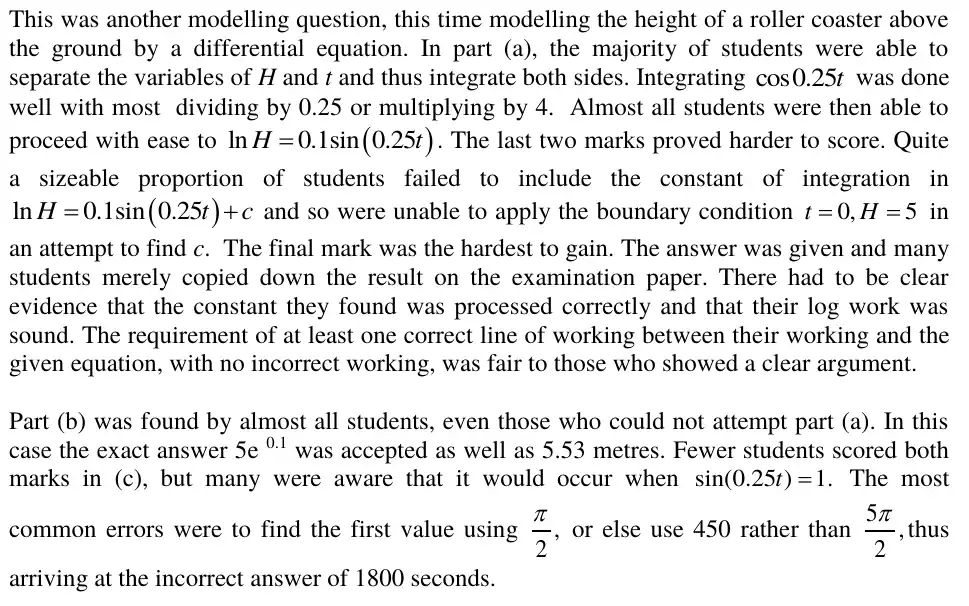 This was another modelling question, this time modelling the height of a roller coaster above
the ground by a differential equation. In part (a), the majority of students were able to
separate the variables of H and t and thus integrate both sides. Integrating cos0.25t was done
well with most dividing by 0.25 or multiplying by 4. Almost all students were then able to
proceed with ease to ln H = 0.1sin(0.25t). The last two marks proved harder to score. Quite
a sizeable proportion of students failed to include the constant of integration in
ln H = 0.1sin(0.25t)+c and so were unable to apply the boundary condition t = 0, H = 5 in
an attempt to find c. The final mark was the hardest to gain. The answer was given and many
students merely copied down the result on the examination paper. There had to be clear
evidence that the constant they found was processed correctly and that their log work was
sound. The requirement of at least one correct line of working between their working and the
given equation, with no incorrect working, was fair to those who showed a clear argument.
Part (b) was found by almost all students, even those who could not attempt part (a). In this
case the exact answer 5e^0.1 was accepted as well as 5.53 metres. Fewer students scored both
marks in (c), but many were aware that it would occur when sin(0.25t) = 1. The most
common errors were to find the first value using π/2, or else use 450 rather than 5π/2, thus
arriving at the incorrect answer of 1800 seconds.